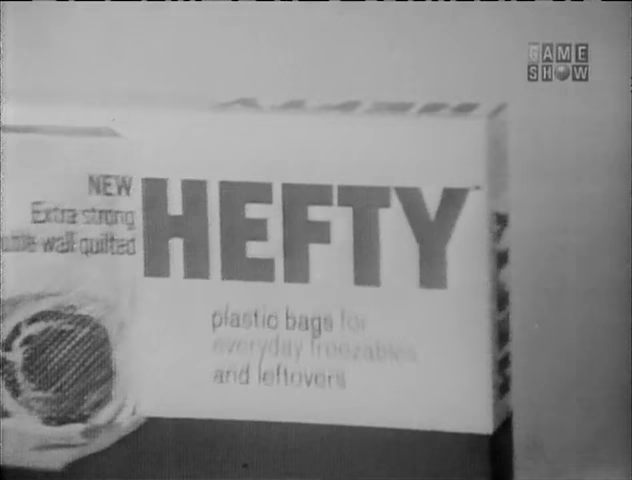 GAME
SHOW
NEW
Extra strong
wall quilted
HEFTY
plastic bags for
everyday freezables
and leftovers